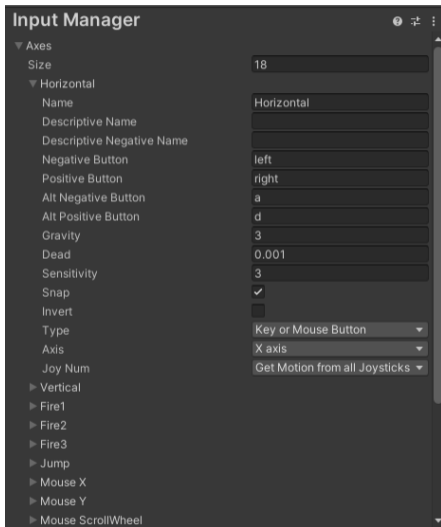 Input Manager
Axes
Size 18
Horizontal
Name Horizontal
Descriptive Name
Descriptive Negative Name
Negative Button left
Positive Button right
Alt Negative Button a
Alt Positive Button d
Gravity 3
Dead 0.001
Sensitivity 3
Snap
Invert
Type Key or Mouse Button
Axis X axis
Joy Num Get Motion from all Joysticks
Vertical
Fire1
Fire2
Fire3
Jump
Mouse X
Mouse Y
Mouse ScrollWheel